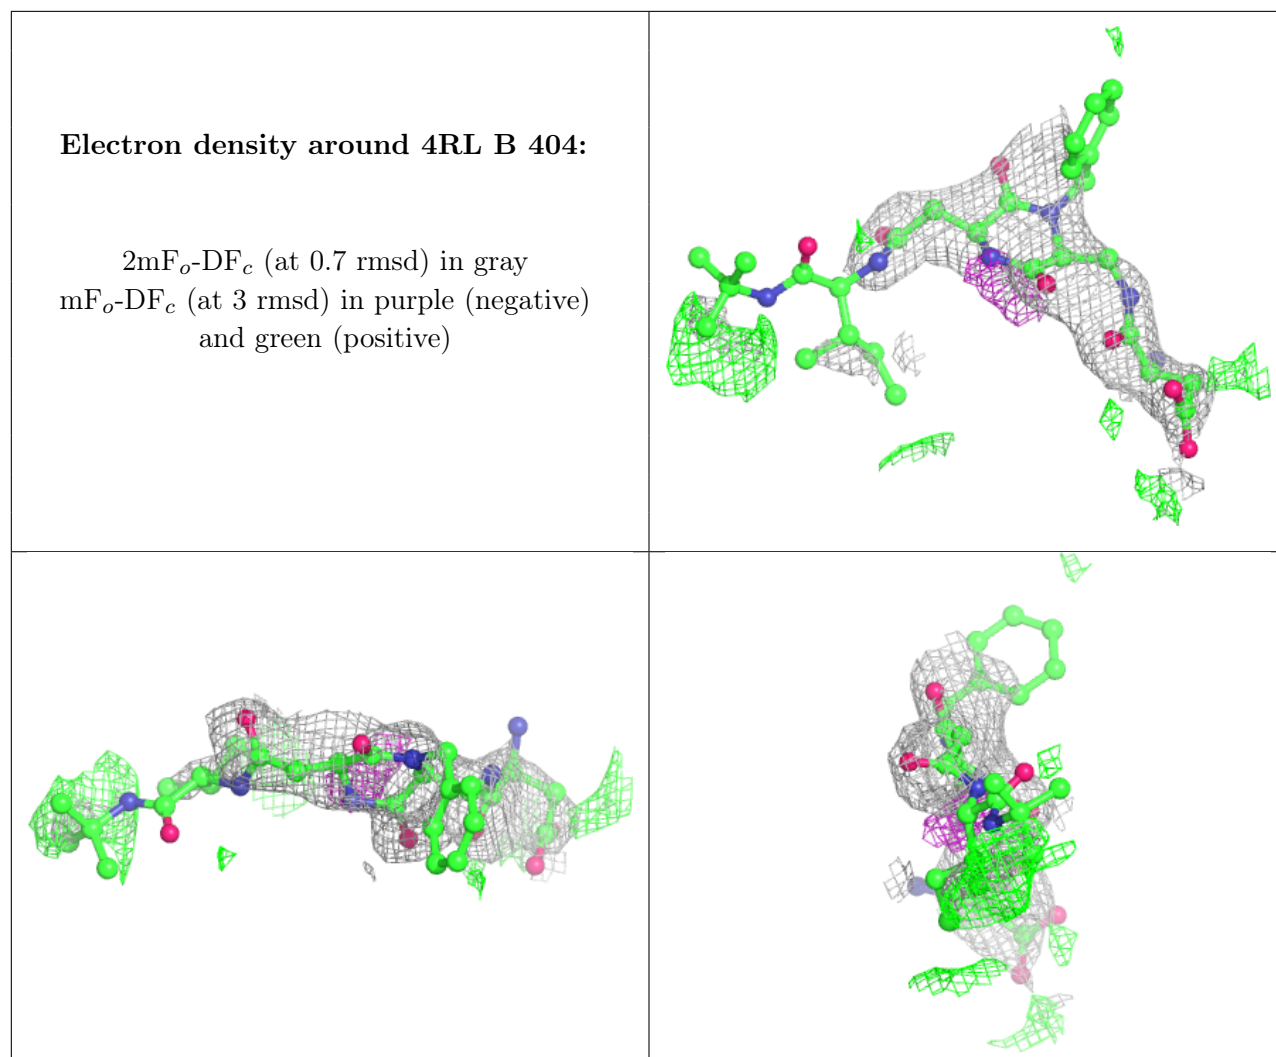 Electron density around 4RL B 404:
2mFo-DFc (at 0.7 rmsd) in gray
mFo-DFc (at 3 rmsd) in purple (negative)
and green (positive)